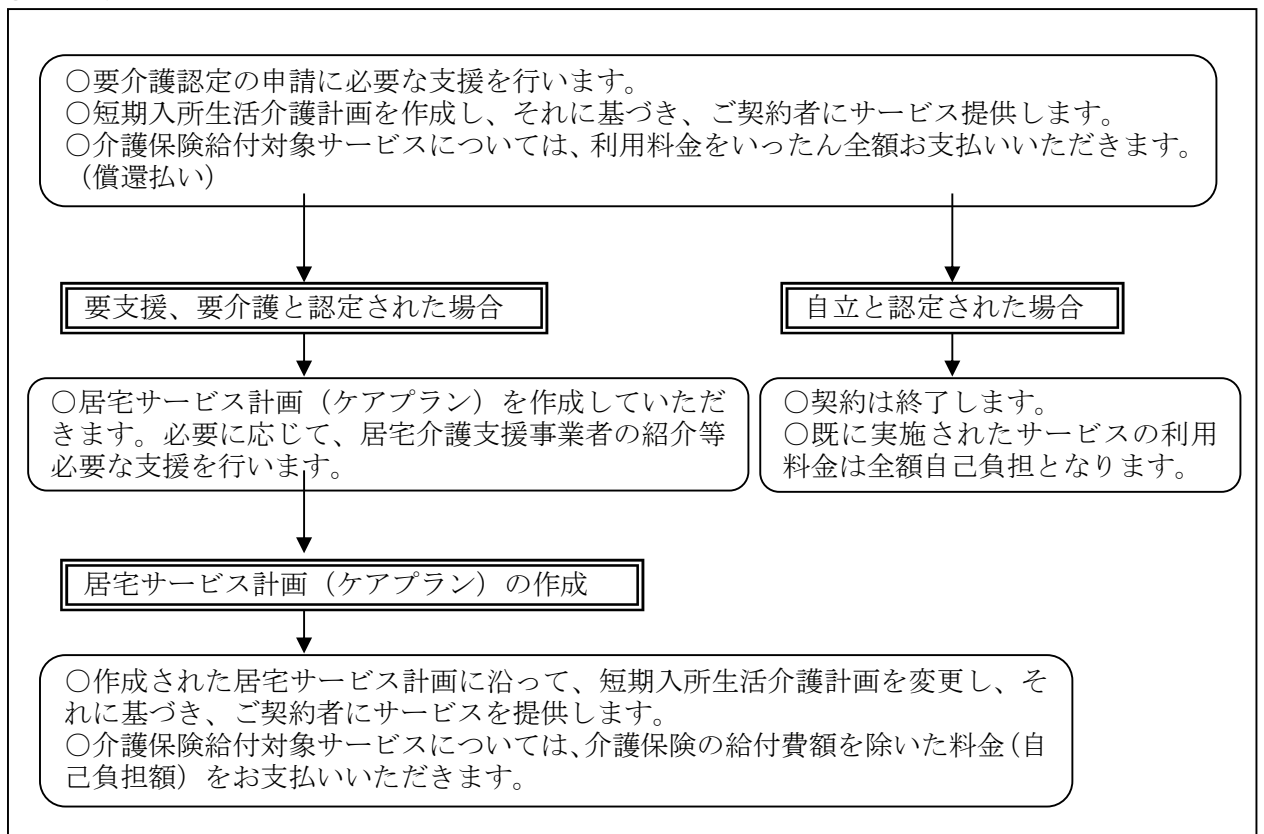 ○要介護認定の申請に必要な支援を行います。
○短期入所生活介護計画を作成し、それに基づき、ご契約者にサービス提供します。
○介護保険給付対象サービスについては、利用料金をいったん全額お支払いいただきます。
（償還払い）
要支援、要介護と認定された場合
自立と認定された場合
○居宅サービス計画（ケアプラン）を作成していただ
きます。必要に応じて、居宅介護支援事業者の紹介等
必要な支援を行います。
○契約は終了します。
○既に実施されたサービスの利用
料金は全額自己負担となります。
居宅サービス計画（ケアプラン）の作成
○作成された居宅サービス計画に沿って、短期入所生活介護計画を変更し、そ
れに基づき、ご契約者にサービスを提供します。
○介護保険給付対象サービスについては、介護保険の給付費額を除いた料金（自
己負担額）をお支払いいただきます。